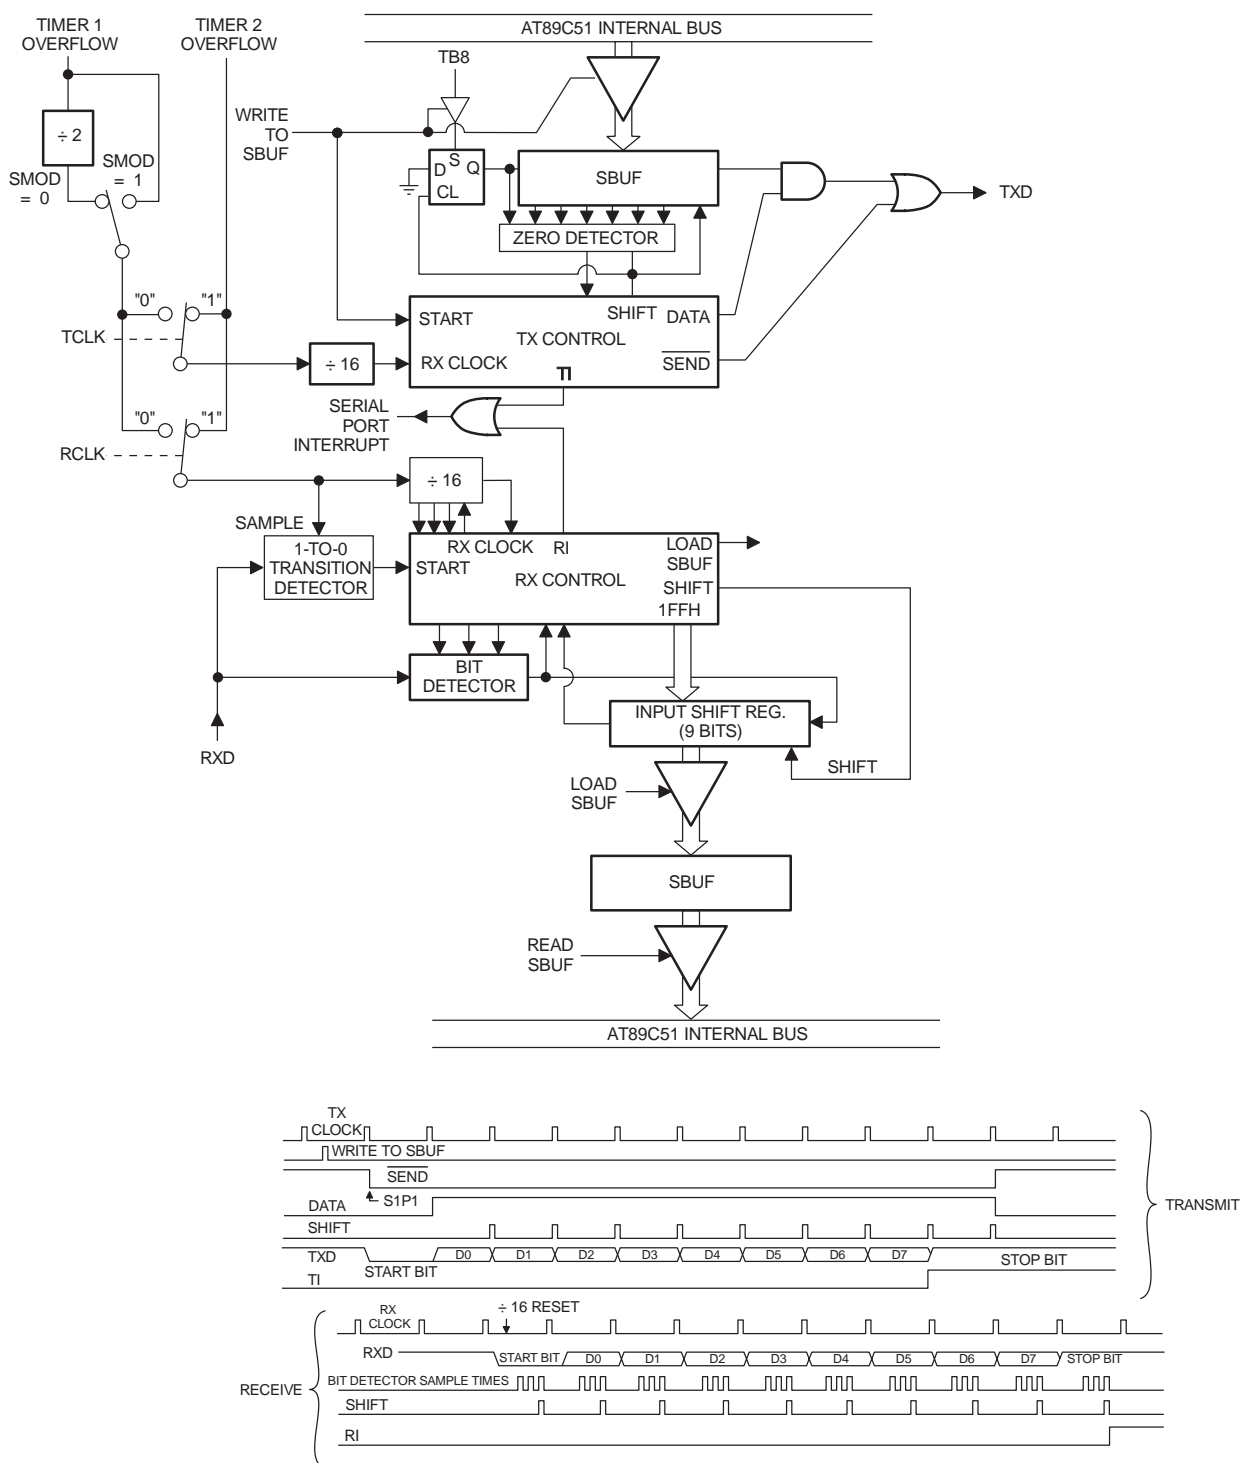 TIMER 1
OVERFLOW
TIMER 2
OVERFLOW
AT89C51 INTERNAL BUS
TB8
WRITE
TO
SBUF
÷ 2
SMOD
= 0
SMOD
= 1
D
S
Q
CL
SBUF
TXD
ZERO DETECTOR
"0"
"1"
TCLK
START
SHIFT
DATA
TX CONTROL
÷ 16
RX CLOCK
SEND
TI
SERIAL
PORT
INTERRUPT
"0"
"1"
RCLK
÷ 16
SAMPLE
1-TO-0
TRANSITION
DETECTOR
RX CLOCK
RI
LOAD
SBUF
START
RX CONTROL
SHIFT
1FFH
BIT
DETECTOR
INPUT SHIFT REG.
(9 BITS)
RXD
SHIFT
LOAD
SBUF
SBUF
READ
SBUF
AT89C51 INTERNAL BUS
TX
CLOCK
WRITE TO SBUF
SEND
S1P1
DATA
TRANSMIT
SHIFT
TXD
D0 D1 D2 D3 D4 D5 D6 D7
START BIT
STOP BIT
TI
RX
CLOCK
÷ 16 RESET
RXD
START BIT D0 D1 D2 D3 D4 D5 D6 D7 STOP BIT
BIT DETECTOR SAMPLE TIMES
RECEIVE
SHIFT
RI